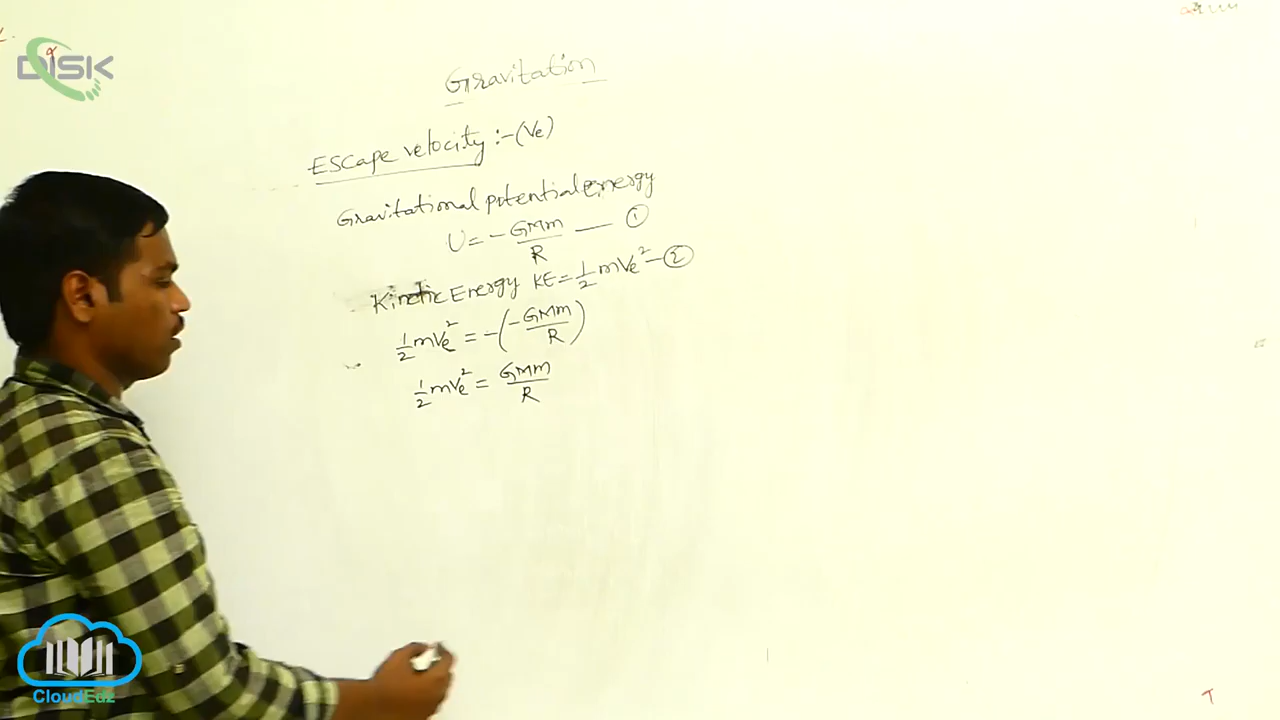 DISK
Gravitation
Escape velocity :- (Ve)
Gravitational potential energy
U = - GMm/R — ①
Kinetic Energy KE = 1/2 mVe² - ②
1/2 mVe² = -(- GMm/R)
1/2 mVe² = GMm/R
CloudEdz